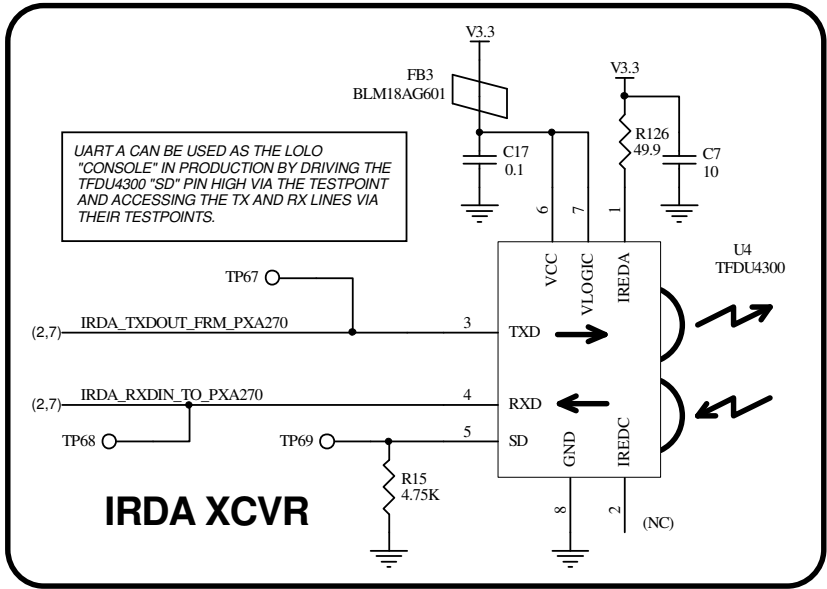 V3.3
FB3
BLM18AG601
V3.3
R126
49.9
C17
0.1
C7
10
UART A CAN BE USED AS THE LOLO
"CONSOLE" IN PRODUCTION BY DRIVING THE
TFDU4300 "SD" PIN HIGH VIA THE TESTPOINT
AND ACCESSING THE TX AND RX LINES VIA
THEIR TESTPOINTS.
6
7
1
U4
TFDU4300
VCC
VLOGIC
IREDA
TP67
(2,7)
IRDA_TXDOUT_FRM_PXA270
3
TXD
(2,7)
IRDA_RXDIN_TO_PXA270
4
RXD
TP68
TP69
5
SD
GND
IREDC
R15
4.75K
IRDA XCVR
8
2
(NC)